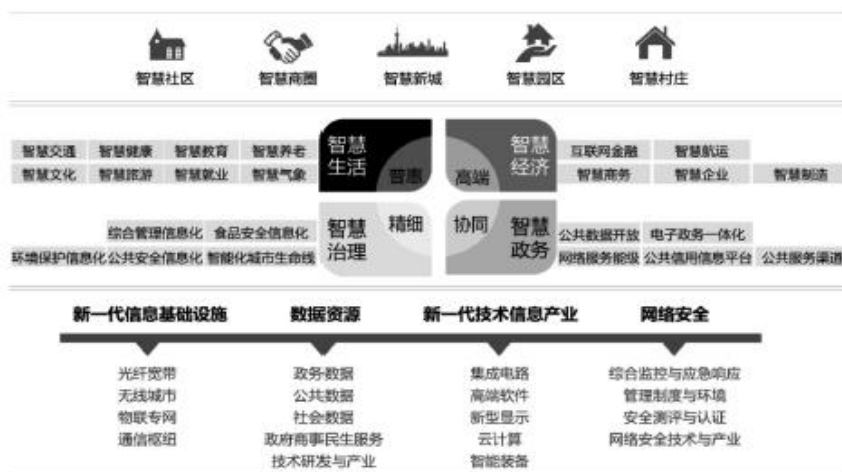 智慧社区 智慧商圈 智慧新城 智慧园区 智慧村庄
智慧交通 智慧健康 智慧教育 智慧养老
智慧文化 智慧旅游 智慧就业 智慧气象
智慧
生活
普惠
高端
智慧
经济
互联网金融 智慧航运
智慧商务 智慧企业 智慧制造
综合管理信息化 食品安全信息化
环境保护信息化 公共安全信息化 智能化城市生命线
智慧
治理
精细
协同
智慧
政务
公共数据开放 电子政务一体化
网络服务能级 公共信用信息平台 公共服务渠道
新一代信息基础设施 数据资源 新一代技术信息产业 网络安全
光纤宽带 政务数据 集成电路 综合监控与应急响应
无线城市 公共数据 高端软件 管理制度与环境
物联专网 社会数据 新型显示 安全测评与认证
通信枢纽 政府商事民生服务 云计算 网络安全技术与产业
技术研发与产业 智能装备